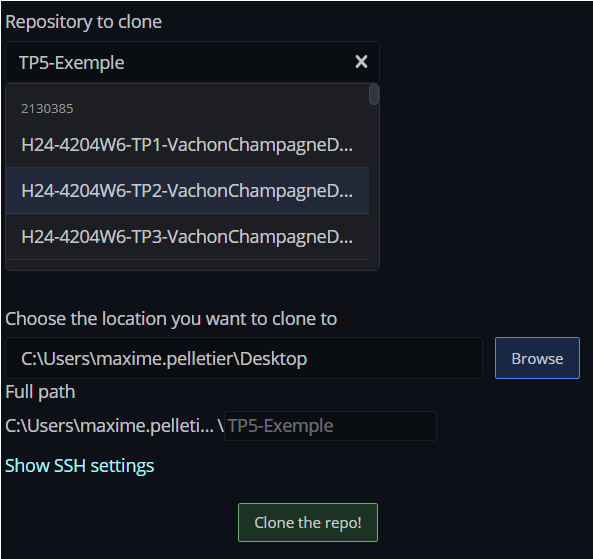 Repository to clone
TP5-Exemple
2130385
H24-4204W6-TP1-VachonChampagneD...
H24-4204W6-TP2-VachonChampagneD...
H24-4204W6-TP3-VachonChampagneD...
Choose the location you want to clone to
C:\Users\maxime.pelletier\Desktop
Browse
Full path
C:\Users\maxime.pelleti... \ TP5-Exemple
Show SSH settings
Clone the repo!